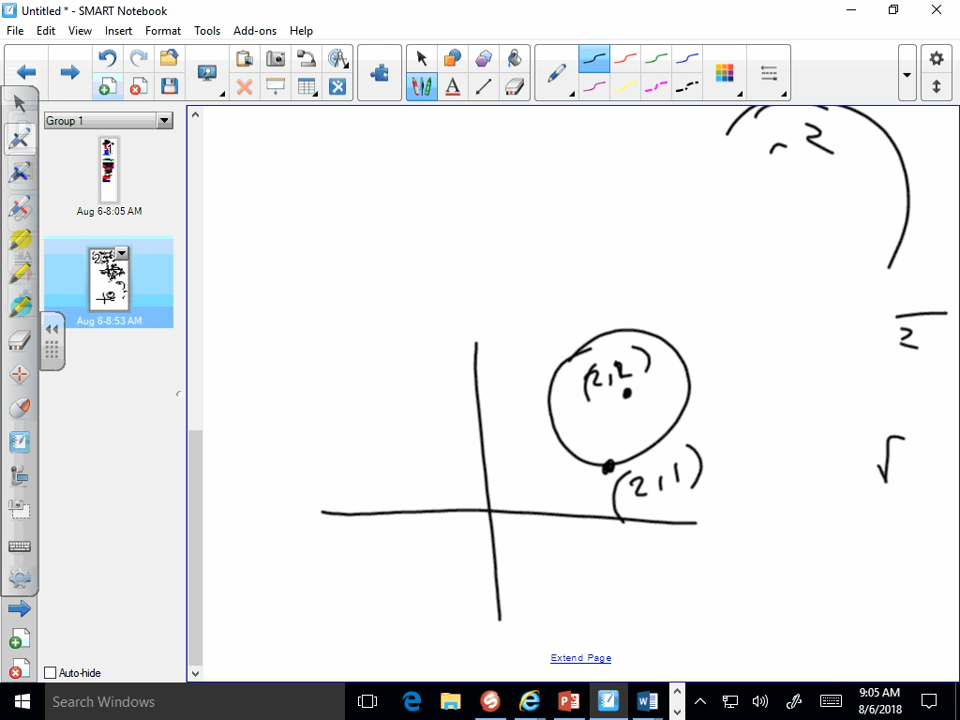 Untitled * - SMART Notebook
File Edit View Insert Format Tools Add-ons Help
Group 1
Aug 6-8:05 AM
Aug 6-8:53 AM
2
2
(2,2)
(2,1)
√
Extend Page
Auto-hide
Search Windows
9:05 AM
8/6/2018